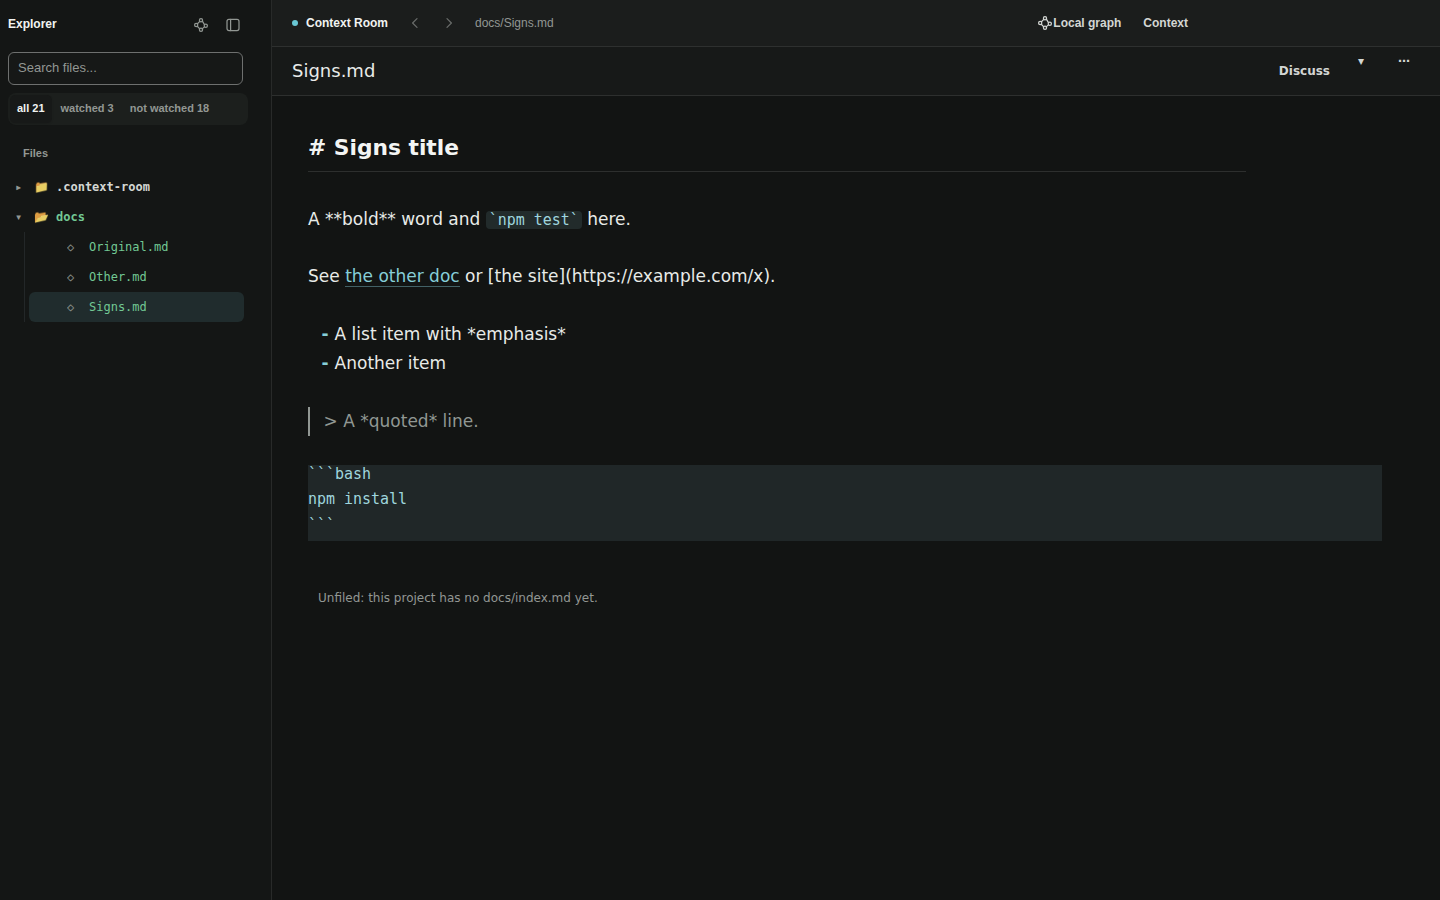 Explorer
Search files...
all 21 watched 3 not watched 18
Files
.context-room
docs
Original.md
Other.md
Signs.md
Context Room docs/Signs.md Local graph Context
Signs.md Discuss
# Signs title
A **bold** word and `npm test` here.
See the other doc or [the site](https://example.com/x).
- A list item with *emphasis*
- Another item
> A *quoted* line.
```bash
npm install
```
Unfiled: this project has no docs/index.md yet.